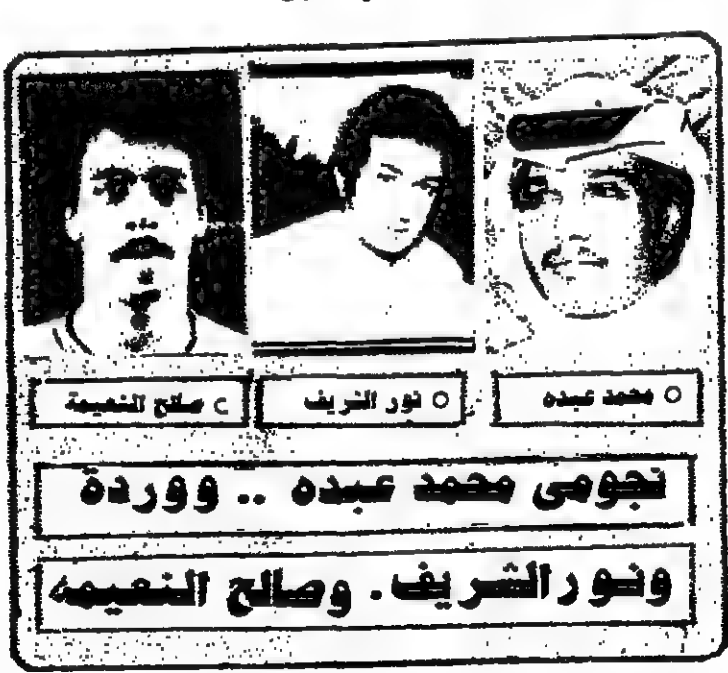 محمد عبده
نور الشريف
صالح النعيمة
نجومى محمد عبده .. ووردة
ونور الشريف . وصالح النعيمه